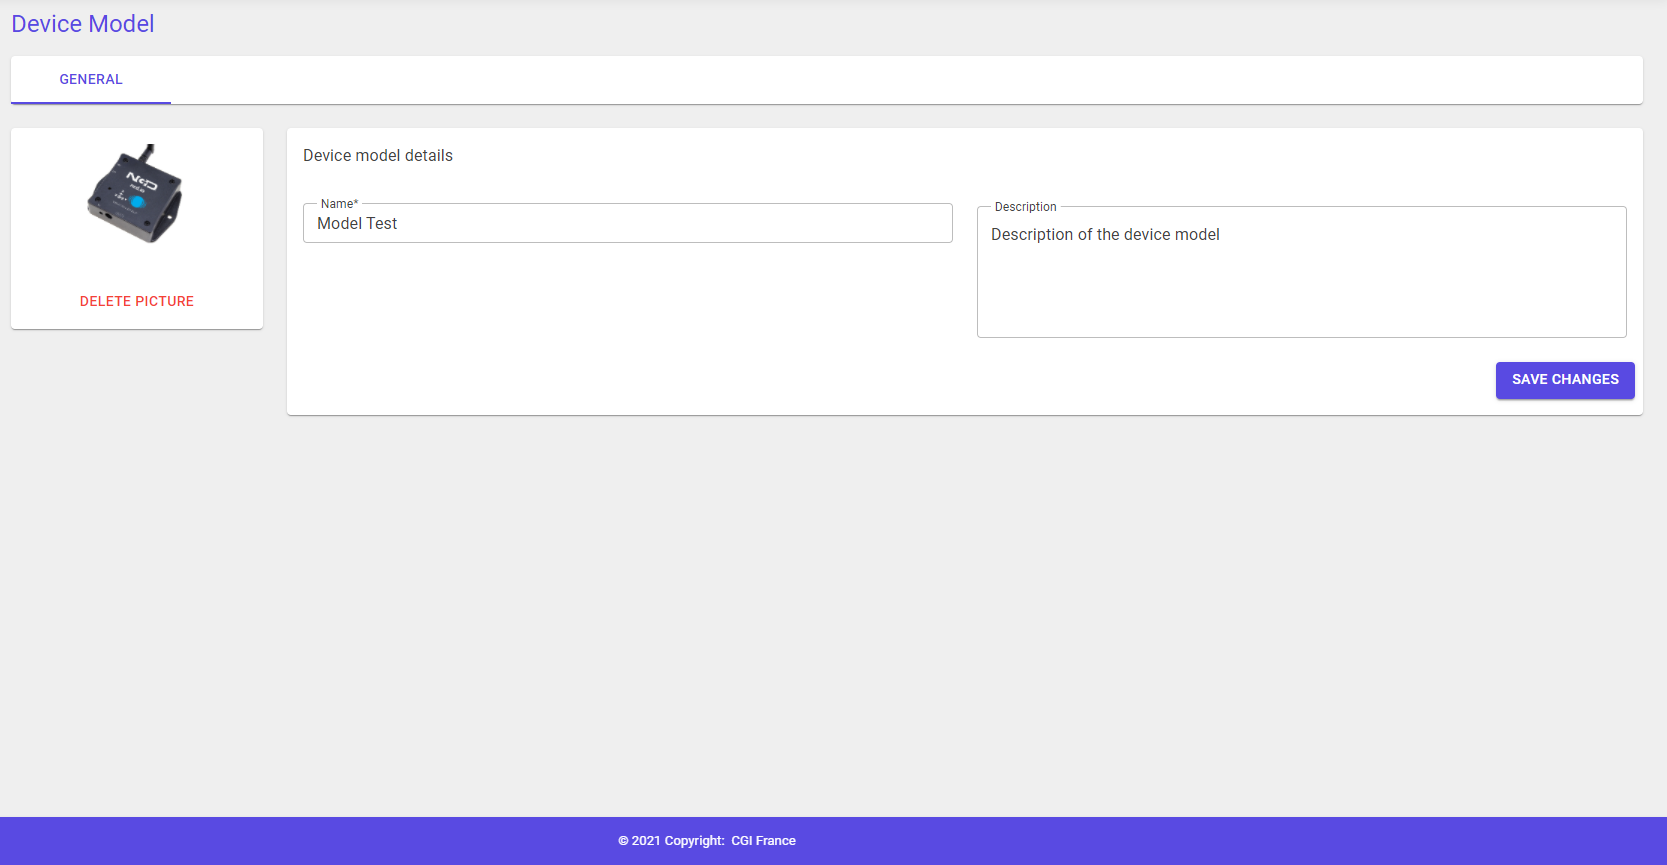 Device Model
GENERAL
NCD
DELETE PICTURE
Device model details
Name*
Model Test
Description
Description of the device model
SAVE CHANGES
© 2021 Copyright: CGI France